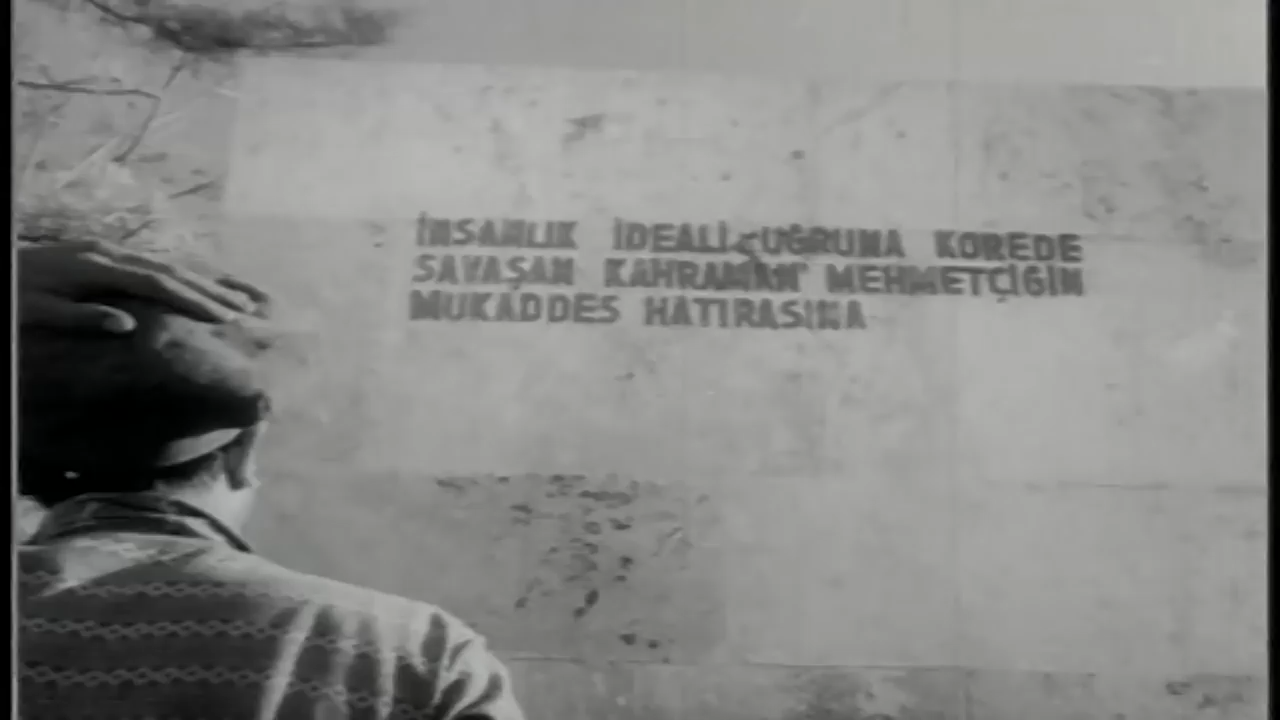 İNSANLIK İDEALİ UĞRUNA KOREDE
SAVAŞAN KAHRAMAN MEHMETÇİĞİN
MUKADDES HATIRASINA